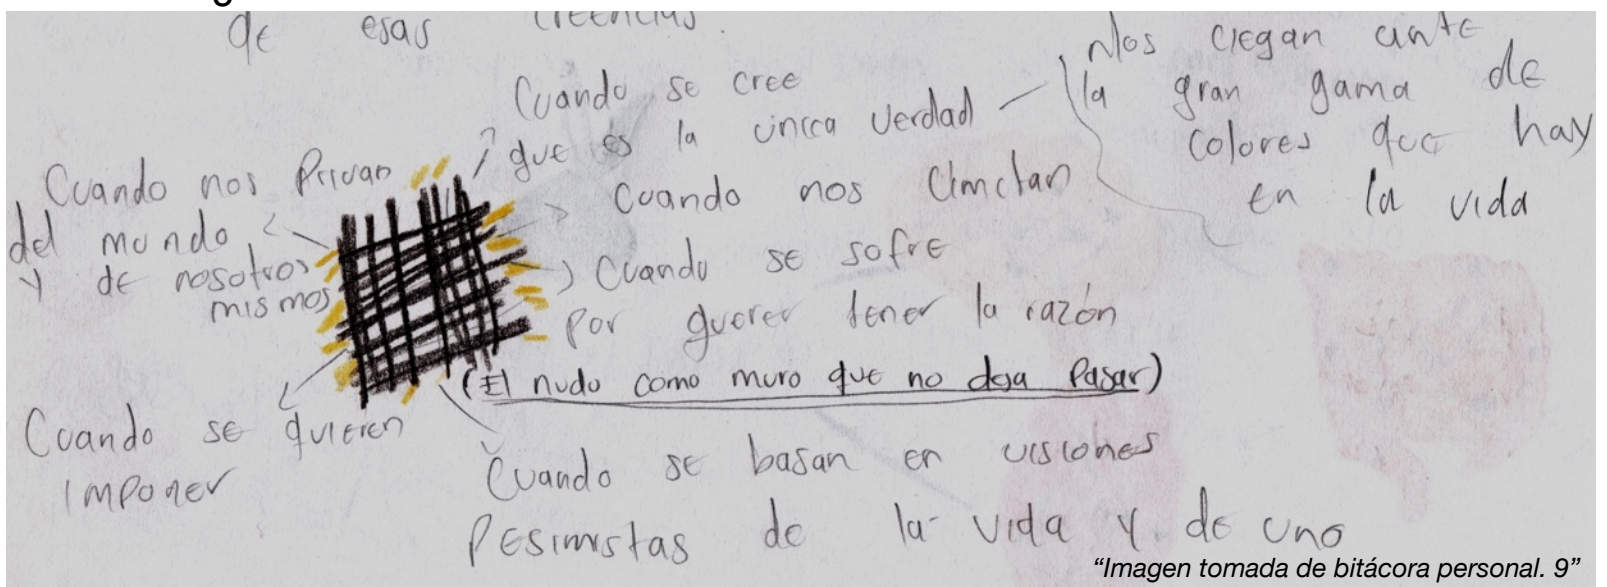 de esas creencias
Cuando se cree
que es la única verdad
Nos ciegan ante
la gran gama de
colores que hay
en la vida
Cuando nos Privan
del mundo
y de nosotros
mismos
Cuando nos limitan
Cuando se sofre
por querer tener la razón
(El nudo como muro que no deja Pasar)
Cuando se quieren
imponer
Cuando se basan en visiones
Pesimistas de la vida y de uno
“Imagen tomada de bitácora personal. 9”